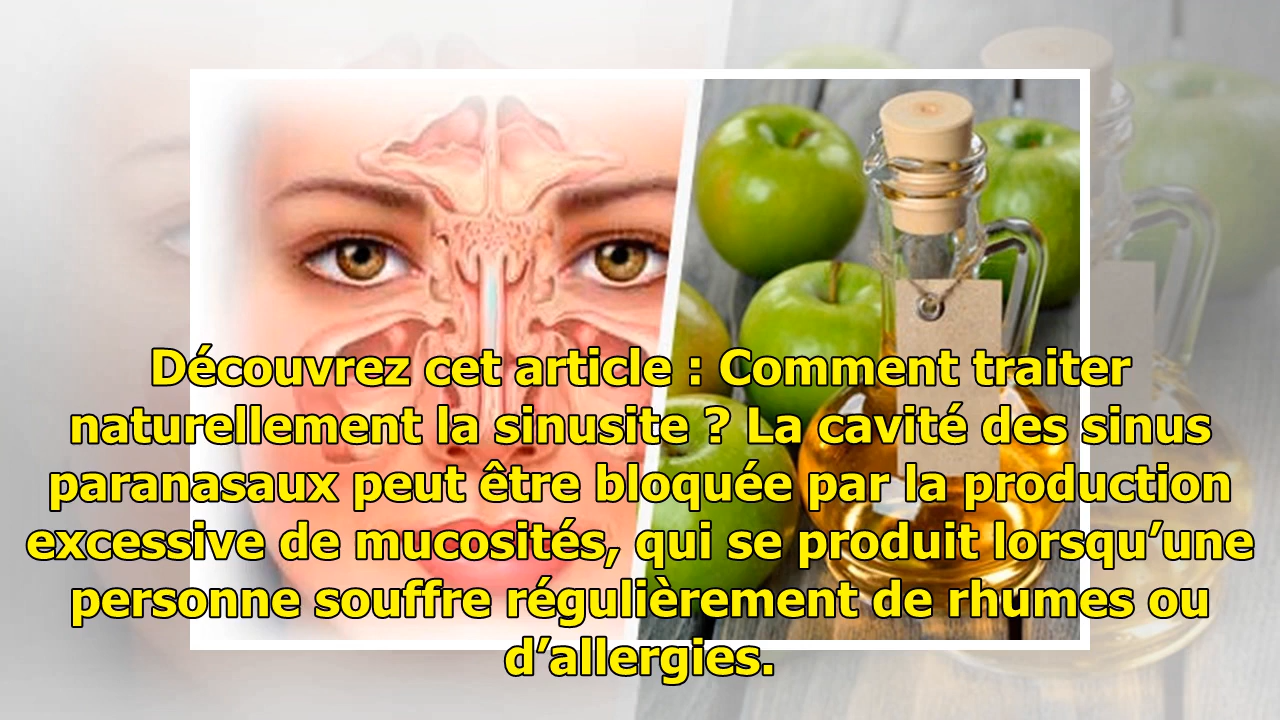 Découvrez cet article : Comment traiter
naturellement la sinusite ? La cavité des sinus
paranasaux peut être bloquée par la production
excessive de mucosités, qui se produit lorsqu’une
personne souffre régulièrement de rhumes ou
d’allergies.